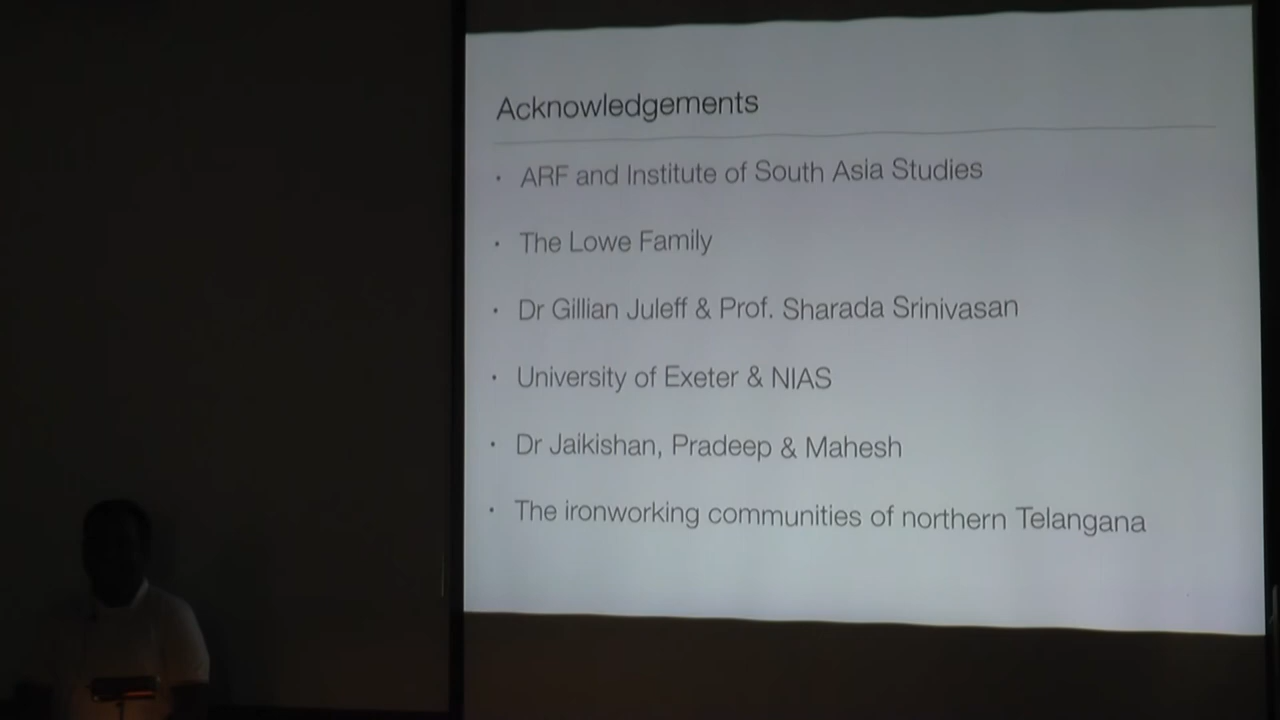 Acknowledgements
· ARF and Institute of South Asia Studies
· The Lowe Family
· Dr Gillian Juleff & Prof. Sharada Srinivasan
· University of Exeter & NIAS
· Dr Jaikishan, Pradeep & Mahesh
· The ironworking communities of northern Telangana